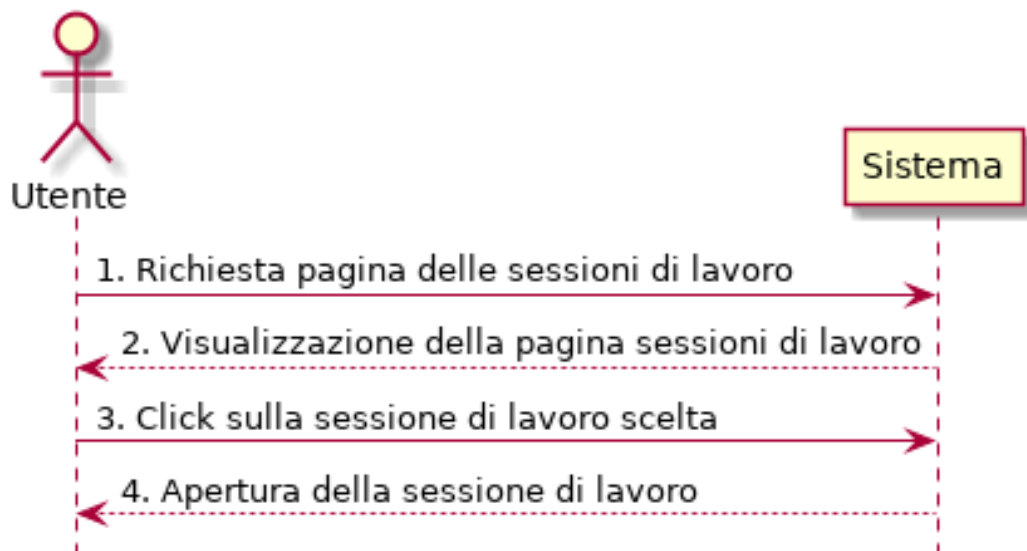 Utente
Sistema
1. Richiesta pagina delle sessioni di lavoro
2. Visualizzazione della pagina sessioni di lavoro
3. Click sulla sessione di lavoro scelta
4. Apertura della sessione di lavoro